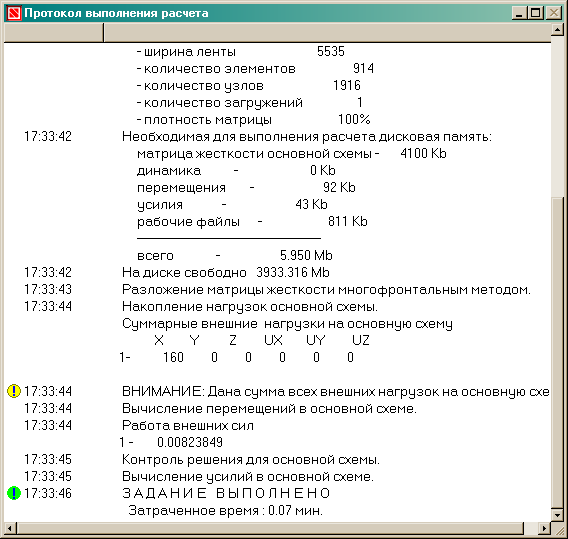 Протокол выполнения расчета
- ширина ленты 5535
- количество элементов 914
- количество узлов 1916
- количество загружений 1
- плотность матрицы 100%
17:33:42 Необходимая для выполнения расчета дисковая память:
матрица жесткости основной схемы - 4100 Kb
динамика - 0 Kb
перемещения - 92 Kb
усилия - 43 Kb
рабочие файлы - 811 Kb
всего - 5.950 Mb
17:33:42 На диске свободно 3933.316 Mb
17:33:43 Разложение матрицы жесткости многофронтальным методом.
17:33:44 Накопление нагрузок основной схемы.
Суммарные внешние нагрузки на основную схему
X Y Z UX UY UZ
1- 160 0 0 0 0 0
17:33:44 ВНИМАНИЕ: Дана сумма всех внешних нагрузок на основную схе
17:33:44 Вычисление перемещений в основной схеме.
17:33:44 Работа внешних сил
1 - 0.00823849
17:33:45 Контроль решения для основной схемы.
17:33:45 Вычисление усилий в основной схеме.
17:33:46 З А Д А Н И Е В Ы П О Л Н Е Н О
Затраченное время : 0.07 мин.